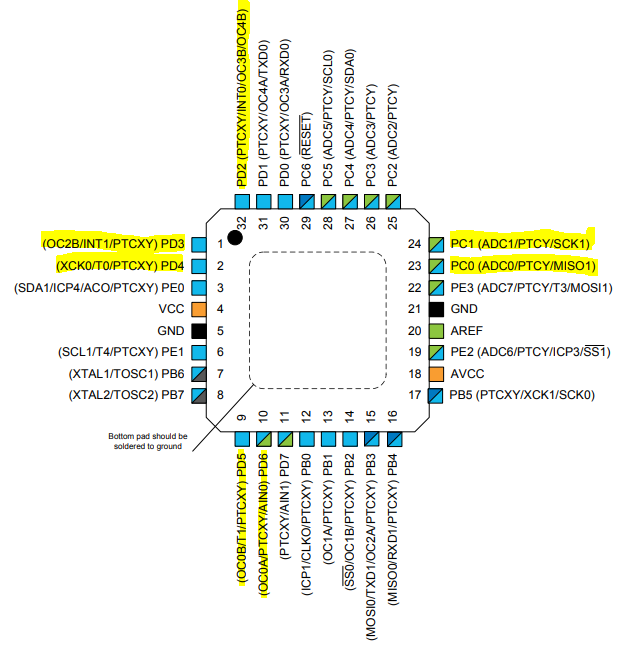 PD2 (PTCXY/INT0/OC3B/OC4B)
PD1 (PTCXY/OC4A/TXD0)
PD0 (PTCXY/OC3A/RXD0)
PC6 (RESET)
PC5 (ADC5/PTCY/SCL0)
PC4 (ADC4/PTCY/SDA0)
PC3 (ADC3/PTCY)
PC2 (ADC2/PTCY)
32
31
30
29
28
27
26
25
(OC2B/INT1/PTCXY) PD3 1
(XCK0/T0/PTCXY) PD4 2
(SDA1/ICP4/ACO/PTCXY) PE0 3
VCC 4
GND 5
(SCL1/T4/PTCXY) PE1 6
(XTAL1/TOSC1) PB6 7
(XTAL2/TOSC2) PB7 8
24 PC1 (ADC1/PTCY/SCK1)
23 PC0 (ADC0/PTCY/MISO1)
22 PE3 (ADC7/PTCY/T3/MOSI1)
21 GND
20 AREF
19 PE2 (ADC6/PTCY/ICP3/SS1)
18 AVCC
17 PB5 (PTCXY/XCK1/SCK0)
Bottom pad should be
soldered to ground
9
10
11
12
13
14
15
16
(OC0B/T1/PTCXY) PD5
(OC0A/PTCXY/AIN0) PD6
(PTCXY/AIN1) PD7
(ICP1/CLKO/PTCXY) PB0
(OC1A/PTCXY) PB1
(SS0/OC1B/PTCXY) PB2
(MOSI0/TXD1/OC2A/PTCXY) PB3
(MISO0/RXD1/PTCXY) PB4